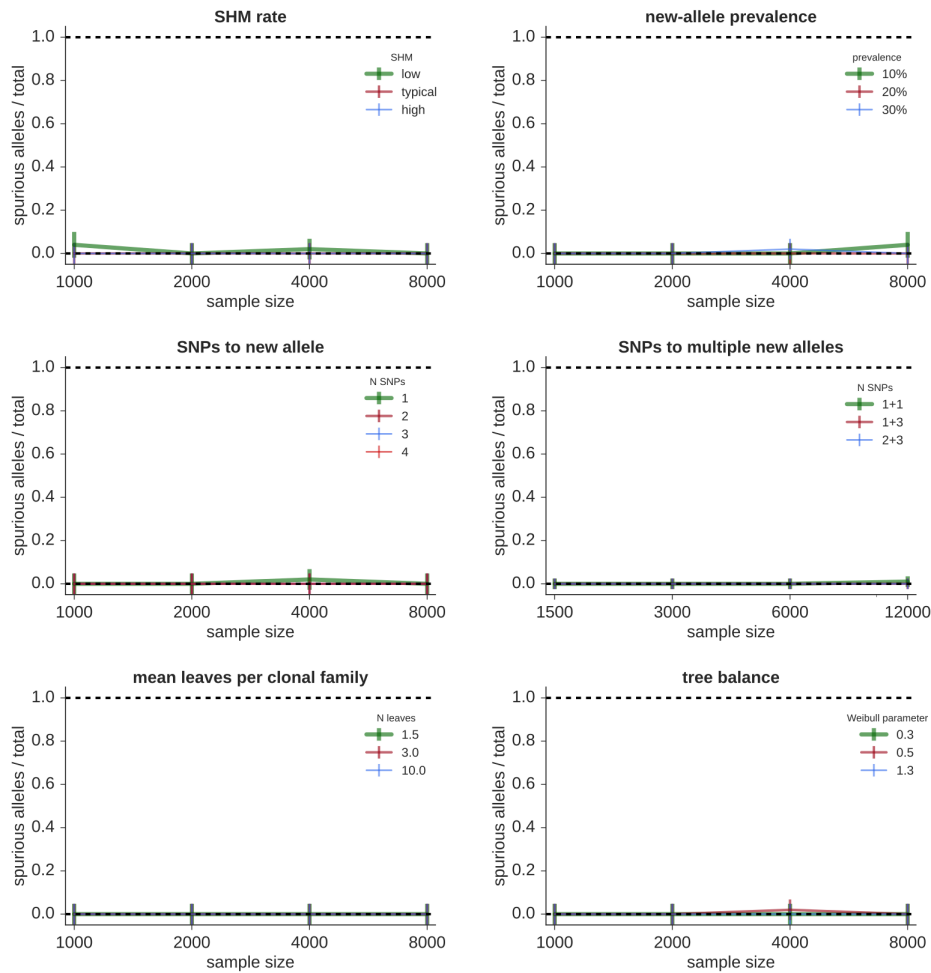 SHM rate
spurious alleles / total
1.0
0.8
0.6
0.4
0.2
0.0
SHM
low
typical
high
1000 2000 4000 8000
sample size
new-allele prevalence
spurious alleles / total
1.0
0.8
0.6
0.4
0.2
0.0
prevalence
10%
20%
30%
1000 2000 4000 8000
sample size
SNPs to new allele
spurious alleles / total
1.0
0.8
0.6
0.4
0.2
0.0
N SNPs
1
2
3
4
1000 2000 4000 8000
sample size
SNPs to multiple new alleles
spurious alleles / total
1.0
0.8
0.6
0.4
0.2
0.0
N SNPs
1+1
1+3
2+3
1500 3000 6000 12000
sample size
mean leaves per clonal family
spurious alleles / total
1.0
0.8
0.6
0.4
0.2
0.0
N leaves
1.5
3.0
10.0
1000 2000 4000 8000
sample size
tree balance
spurious alleles / total
1.0
0.8
0.6
0.4
0.2
0.0
Weibull parameter
0.3
0.5
1.3
1000 2000 4000 8000
sample size